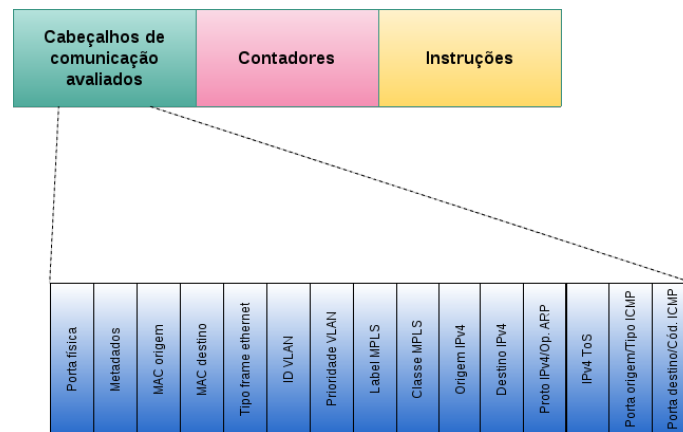 Cabeçalhos de
comunicação
avaliados
Contadores
Instruções
Porta física
Metadados
MAC origem
MAC destino
Tipo frame ethernet
ID VLAN
Prioridade VLAN
Label MPLS
Classe MPLS
Origem IPv4
Destino IPv4
Proto IPv4/Op. ARP
IPv4 ToS
Porta origem/Tipo ICMP
Porta destino/Cód. ICMP